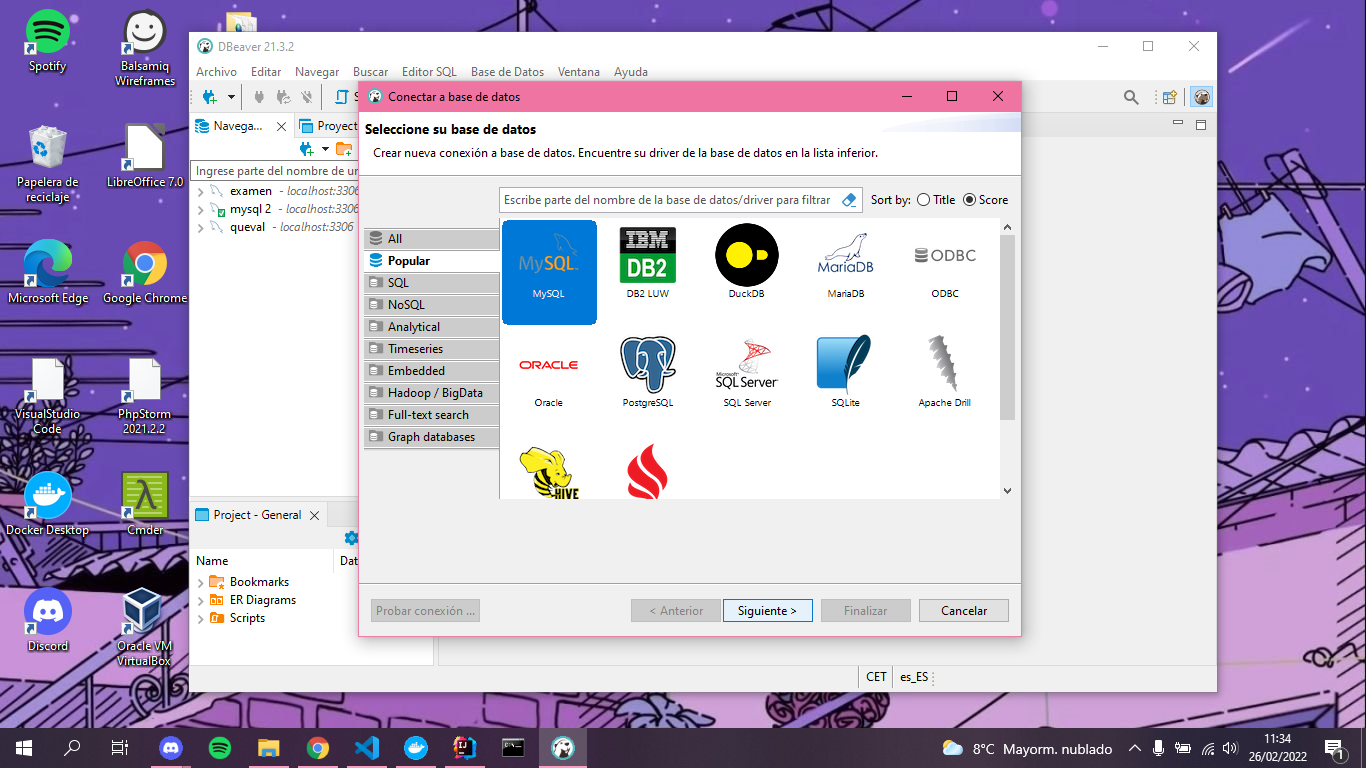 Spotify
Balsamiq
Wireframes
Papelera de
reciclaje
LibreOffice 7.0
Microsoft Edge
Google Chrome
VisualStudio
Code
PhpStorm
2021.2.2
Docker Desktop
Cmder
Discord
Oracle VM
VirtualBox
DBeaver 21.3.2
Archivo Editar Navegar Buscar Editor SQL Base de Datos Ventana Ayuda
Navega...
Proyect
Ingrese parte del nombre de un
examen - localhost:3306
mysql 2 - localhost:3306
queval - localhost:3306
Project - General
Name
Dat
Bookmarks
ER Diagrams
Scripts
Conectar a base de datos
Seleccione su base de datos
Crear nueva conexión a base de datos. Encuentre su driver de la base de datos en la lista inferior.
Escribe parte del nombre de la base de datos/driver para filtrar
Sort by: Title Score
All
Popular
SQL
NoSQL
Analytical
Timeseries
Embedded
Hadoop / BigData
Full-text search
Graph databases
MySQL
MySQL
IBM
DB2
DB2 LUW
DuckDB
MariaDB
MariaDB
ODBC
ODBC
ORACLE
Oracle
PostgreSQL
Microsoft
SQL Server
SQL Server
SQLite
Apache Drill
HIVE
Probar conexión ...
< Anterior
Siguiente >
Finalizar
Cancelar
CET
es_ES
8°C Mayorm. nublado
11:34
26/02/2022
1